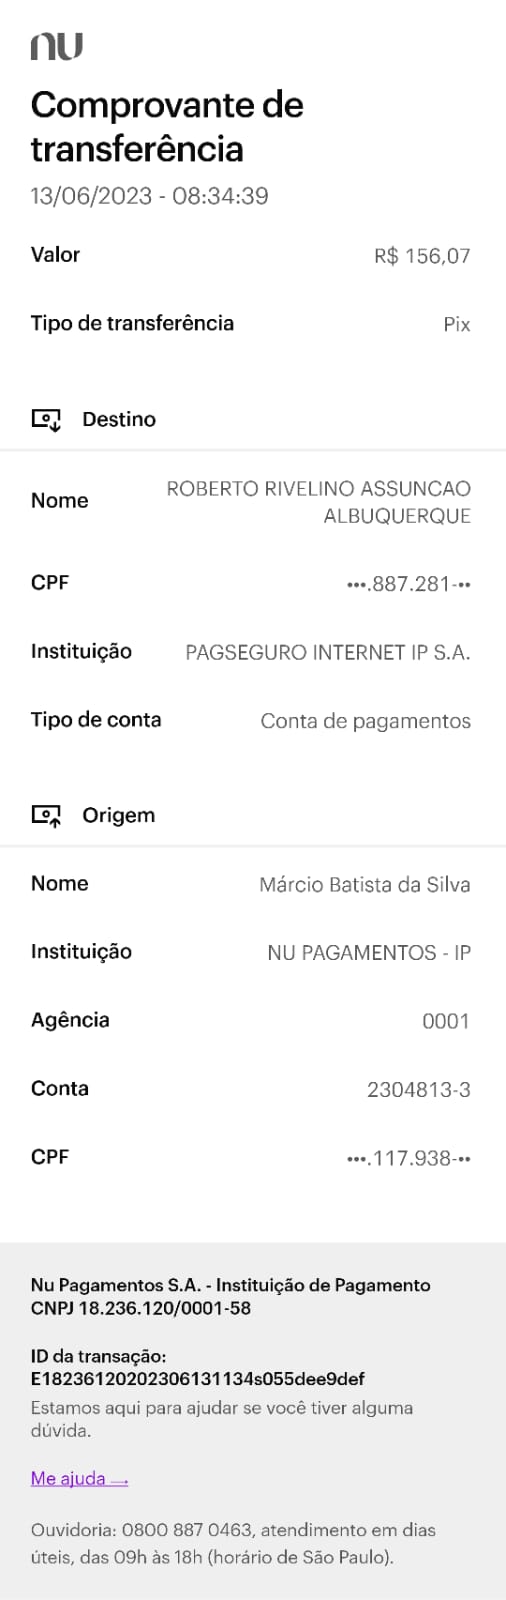 nu
Comprovante de
transferência
13/06/2023 - 08:34:39
Valor R$ 156,07
Tipo de transferência Pix
Destino
Nome ROBERTO RIVELINO ASSUNCAO
ALBUQUERQUE
CPF •••.887.281-••
Instituição PAGSEGURO INTERNET IP S.A.
Tipo de conta Conta de pagamentos
Origem
Nome Márcio Batista da Silva
Instituição NU PAGAMENTOS - IP
Agência 0001
Conta 2304813-3
CPF •••.117.938-••
Nu Pagamentos S.A. - Instituição de Pagamento
CNPJ 18.236.120/0001-58
ID da transação:
E18236120202306131134s055dee9def
Estamos aqui para ajudar se você tiver alguma
dúvida.
Me ajuda →
Ouvidoria: 0800 887 0463, atendimento em dias
úteis, das 09h às 18h (horário de São Paulo).